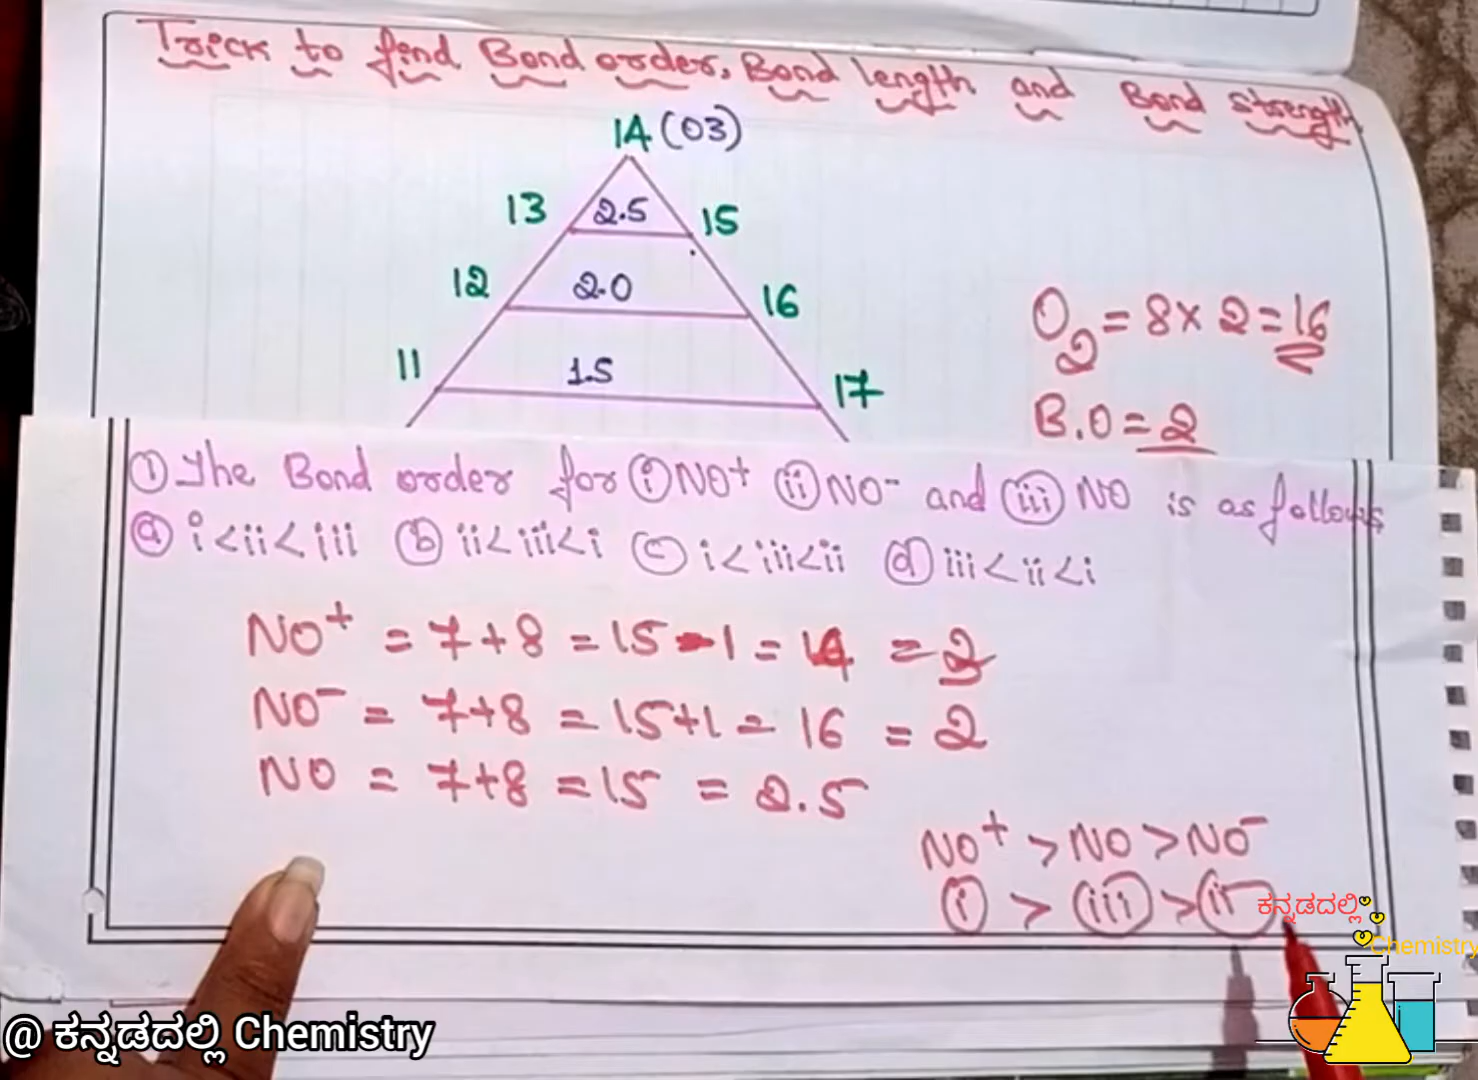 Trick to find Bond order, Bond length and Bond strength
14 (03)
13 2.5 15
12 2.0 16
11 1.5 17
O2 = 8 × 2 = 16
B.O = 2
① The Bond order for ⓘ NO+ ⓘⓘ NO- and ⓘⓘⓘ NO is as follows
ⓐ i<ii<iii ⓑ ii<iii<i ⓒ i<iii<ii ⓓ iii<ii<i
NO+ = 7+8 = 15-1 = 14 = 3
NO- = 7+8 = 15+1 = 16 = 2
NO = 7+8 = 15 = 2.5
NO+ > NO > NO-
ⓘ > ⓘⓘⓘ > ⓘⓘ
ಕನ್ನಡದಲ್ಲಿ
Chemistry
@ ಕನ್ನಡದಲ್ಲಿ Chemistry